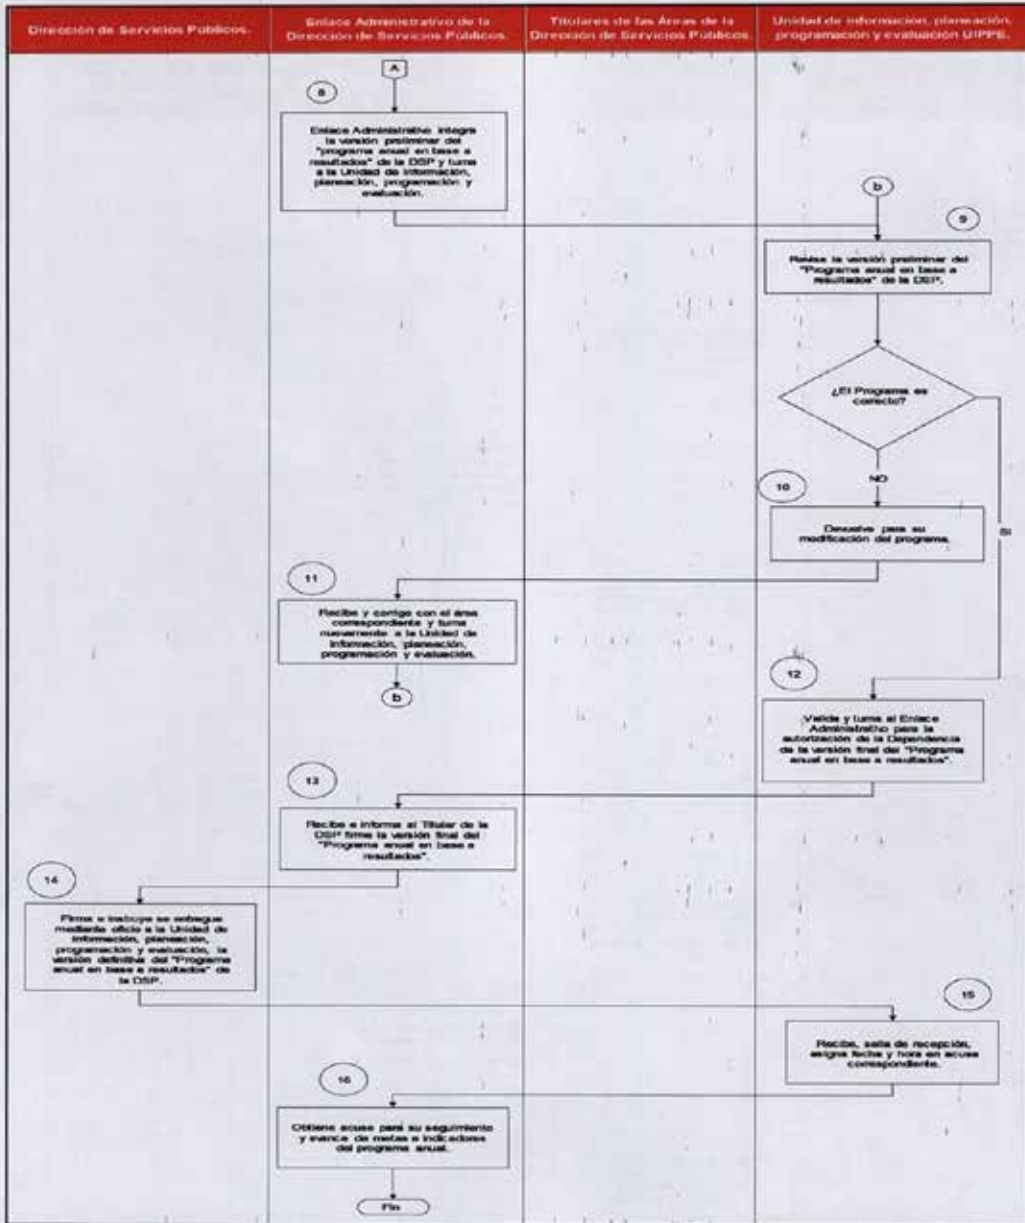 Dirección de Servicios Públicos.
Enlace Administrativo de la
Dirección de Servicios Públicos.
Titulares de las Áreas de la
Dirección de Servicios Públicos
Unidad de información, planeación,
programación y evaluación UIPPE.
A
8
Enlace Administrativo integra
la versión preliminar del
"programa anual en base a
resultados" de la DSP y turna
a la Unidad de información,
planeación, programación y
evaluación.
b
9
Revisa la versión preliminar del
"Programa anual en base a
resultados" de la DSP.
¿El Programa es
correcto?
NO
SI
10
Devuelve para su
modificación del programa.
11
Recibe y corrige con el área
correspondiente y turna
nuevamente a la Unidad de
información, planeación,
programación y evaluación.
b
12
Valida y turna al Enlace
Administrativo para la
autorización de la Dependencia
de la versión final del "Programa
anual en base a resultados".
13
Recibe e informa al Titular de la
DSP firme la versión final del
"Programa anual en base a
resultados".
14
Firma e instruye se entregue
mediante oficio a la Unidad de
información, planeación,
programación y evaluación, la
versión definitiva del "Programa
anual en base a resultados" de
la DSP.
15
Recibe, sella de recepción,
asigna fecha y hora en acuse
correspondiente.
16
Obtiene acuse para su seguimiento
y avance de metas e indicadores
del programa anual.
Fin